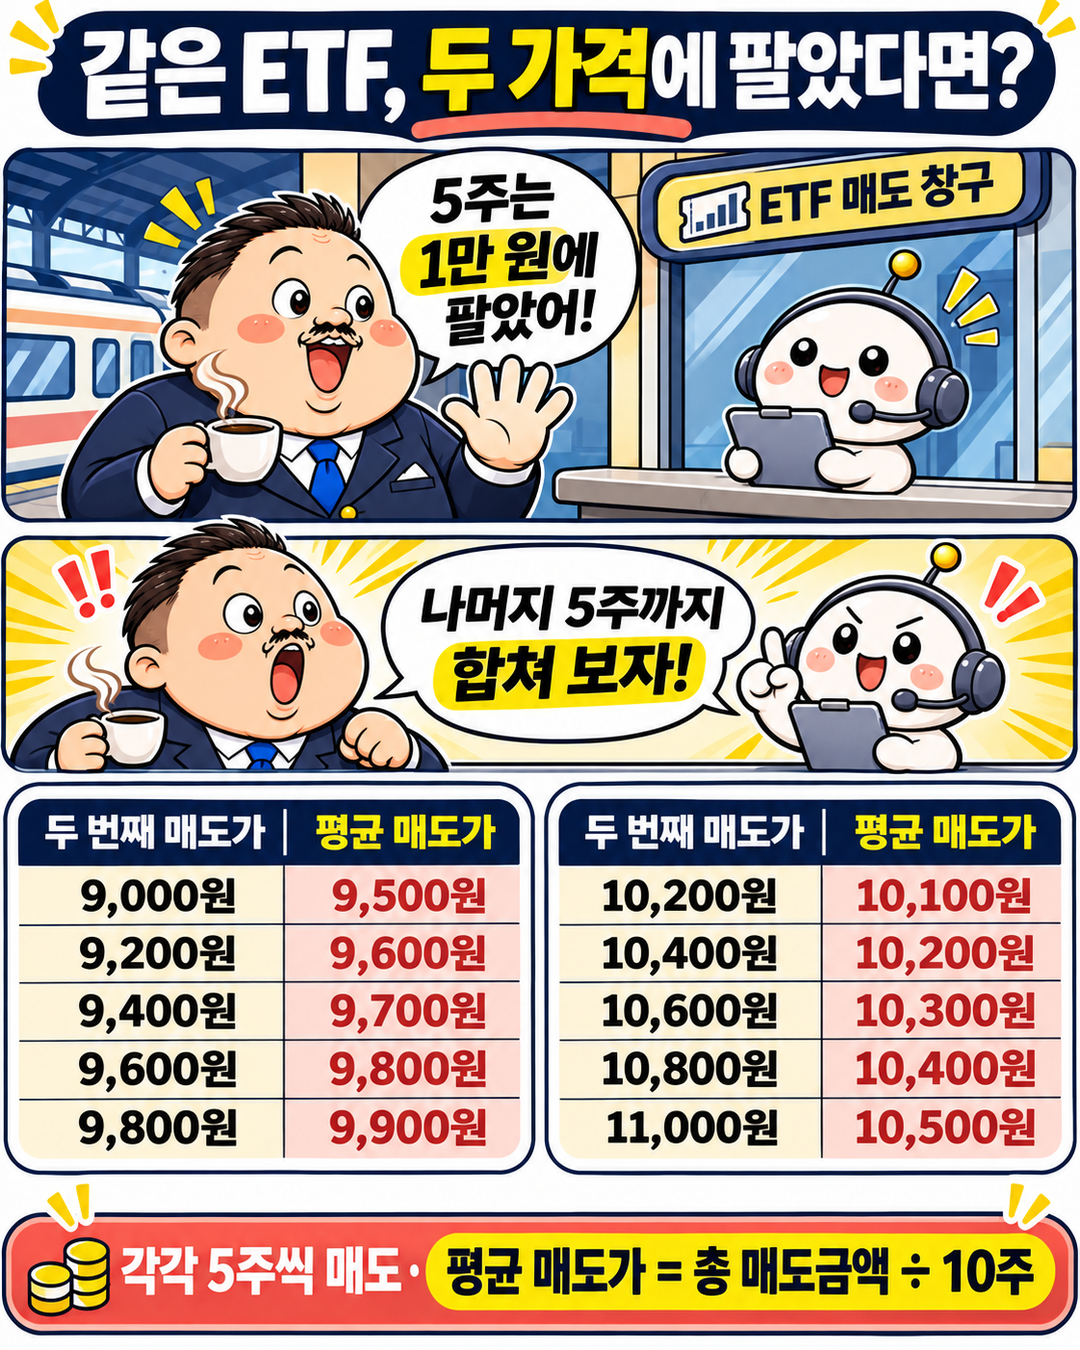 같은 ETF, 두 가격에 팔았다면?
5주는
1만 원에
팔았어!
ETF 매도 창구
나머지 5주까지
합쳐 보자!
두 번째 매도가 | 평균 매도가
9,000원 9,500원
9,200원 9,600원
9,400원 9,700원
9,600원 9,800원
9,800원 9,900원
두 번째 매도가 | 평균 매도가
10,200원 10,100원
10,400원 10,200원
10,600원 10,300원
10,800원 10,400원
11,000원 10,500원
각각 5주씩 매도· 평균 매도가 = 총 매도금액 ÷ 10주